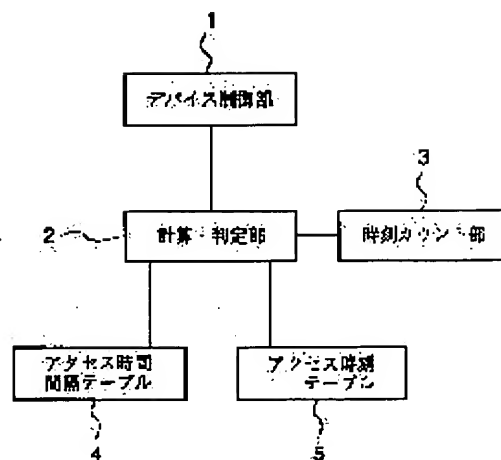 1
デバイス制御部
3
2
計算・判定部
時刻カウント部
アクセス時間
間隔テーブル
アクセス時刻
テーブル
4
5